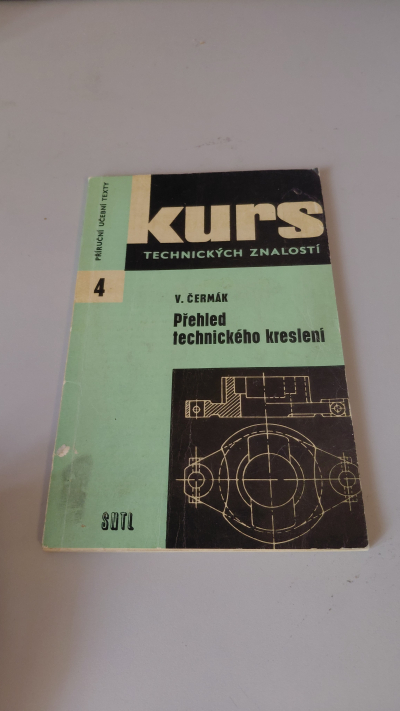 PŘÍRUČNÍ UČEBNÍ TEXTY
kurs
TECHNICKÝCH ZNALOSTÍ
4
V. ČERMÁK
Přehled
technického kreslení
SNTL